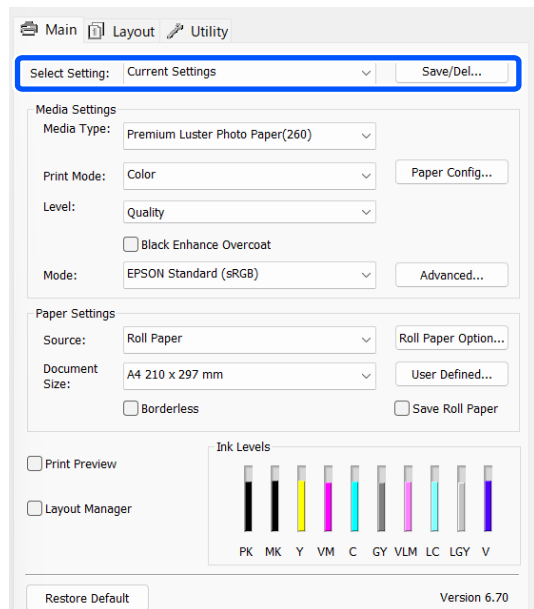 Main Layout Utility
Select Setting: Current Settings Save/Del...
Media Settings
Media Type: Premium Luster Photo Paper(260)
Print Mode: Color Paper Config...
Level: Quality
Black Enhance Overcoat
Mode: EPSON Standard (sRGB) Advanced...
Paper Settings
Source: Roll Paper Roll Paper Option...
Document Size: A4 210 x 297 mm User Defined...
Borderless Save Roll Paper
Ink Levels
Print Preview
Layout Manager
PK MK Y VM C GY VLM LC LGY V
Restore Default Version 6.70